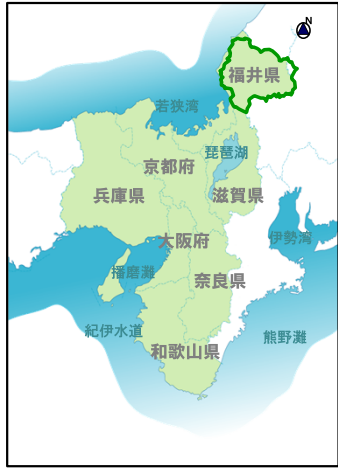 N
福井県
若狭湾
琵琶湖
京都府
兵庫県
滋賀県
大阪府
伊勢湾
播磨灘
奈良県
紀伊水道
熊野灘
和歌山県